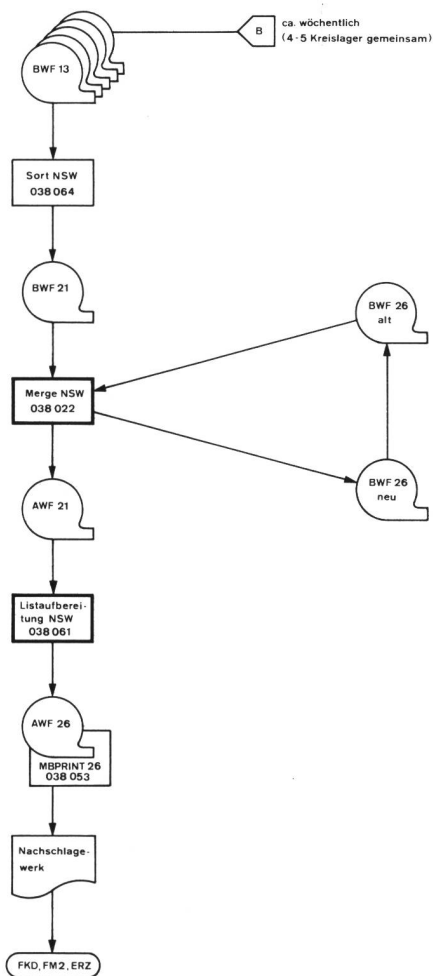 B
ca. wöchentlich
(4-5 Kreislager gemeinsam)
BWF 13
Sort NSW
038 064
BWF 21
BWF 26
alt
Merge NSW
038 022
BWF 26
neu
AWF 21
Listaufberei-
tung NSW
038 061
AWF 26
MBPRINT 26
038 053
Nachschlage-
werk
FKD, FM2, ERZ